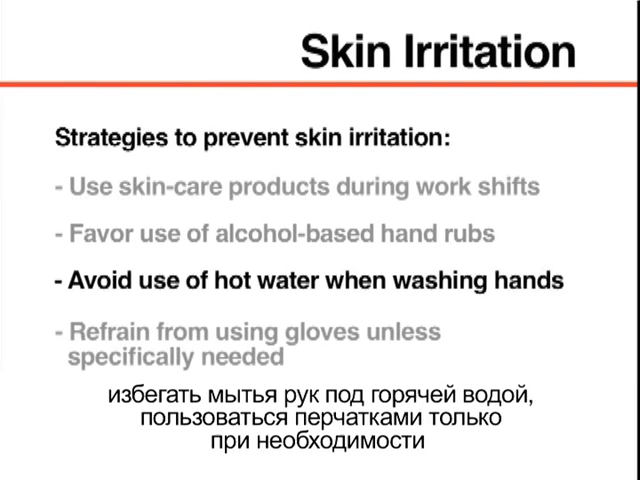 Skin Irritation
Strategies to prevent skin irritation:
- Use skin-care products during work shifts
- Favor use of alcohol-based hand rubs
- Avoid use of hot water when washing hands
- Refrain from using gloves unless
specifically needed
избегать мытья рук под горячей водой,
пользоваться перчатками только
при необходимости